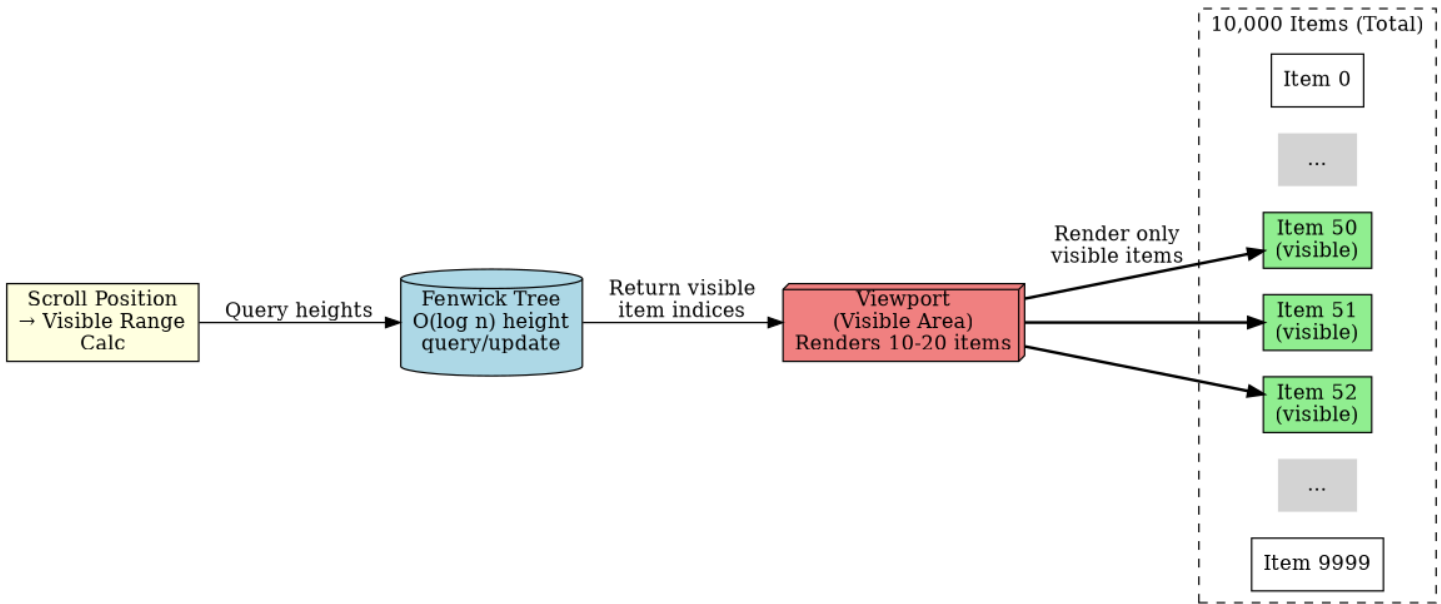 Scroll Position
→ Visible Range
Calc
Query heights
Fenwick Tree
O(log n) height
query/update
Return visible
item indices
Viewport
(Visible Area)
Renders 10-20 items
Render only
visible items
10,000 Items (Total)
Item 0
...
Item 50
(visible)
Item 51
(visible)
Item 52
(visible)
...
Item 9999